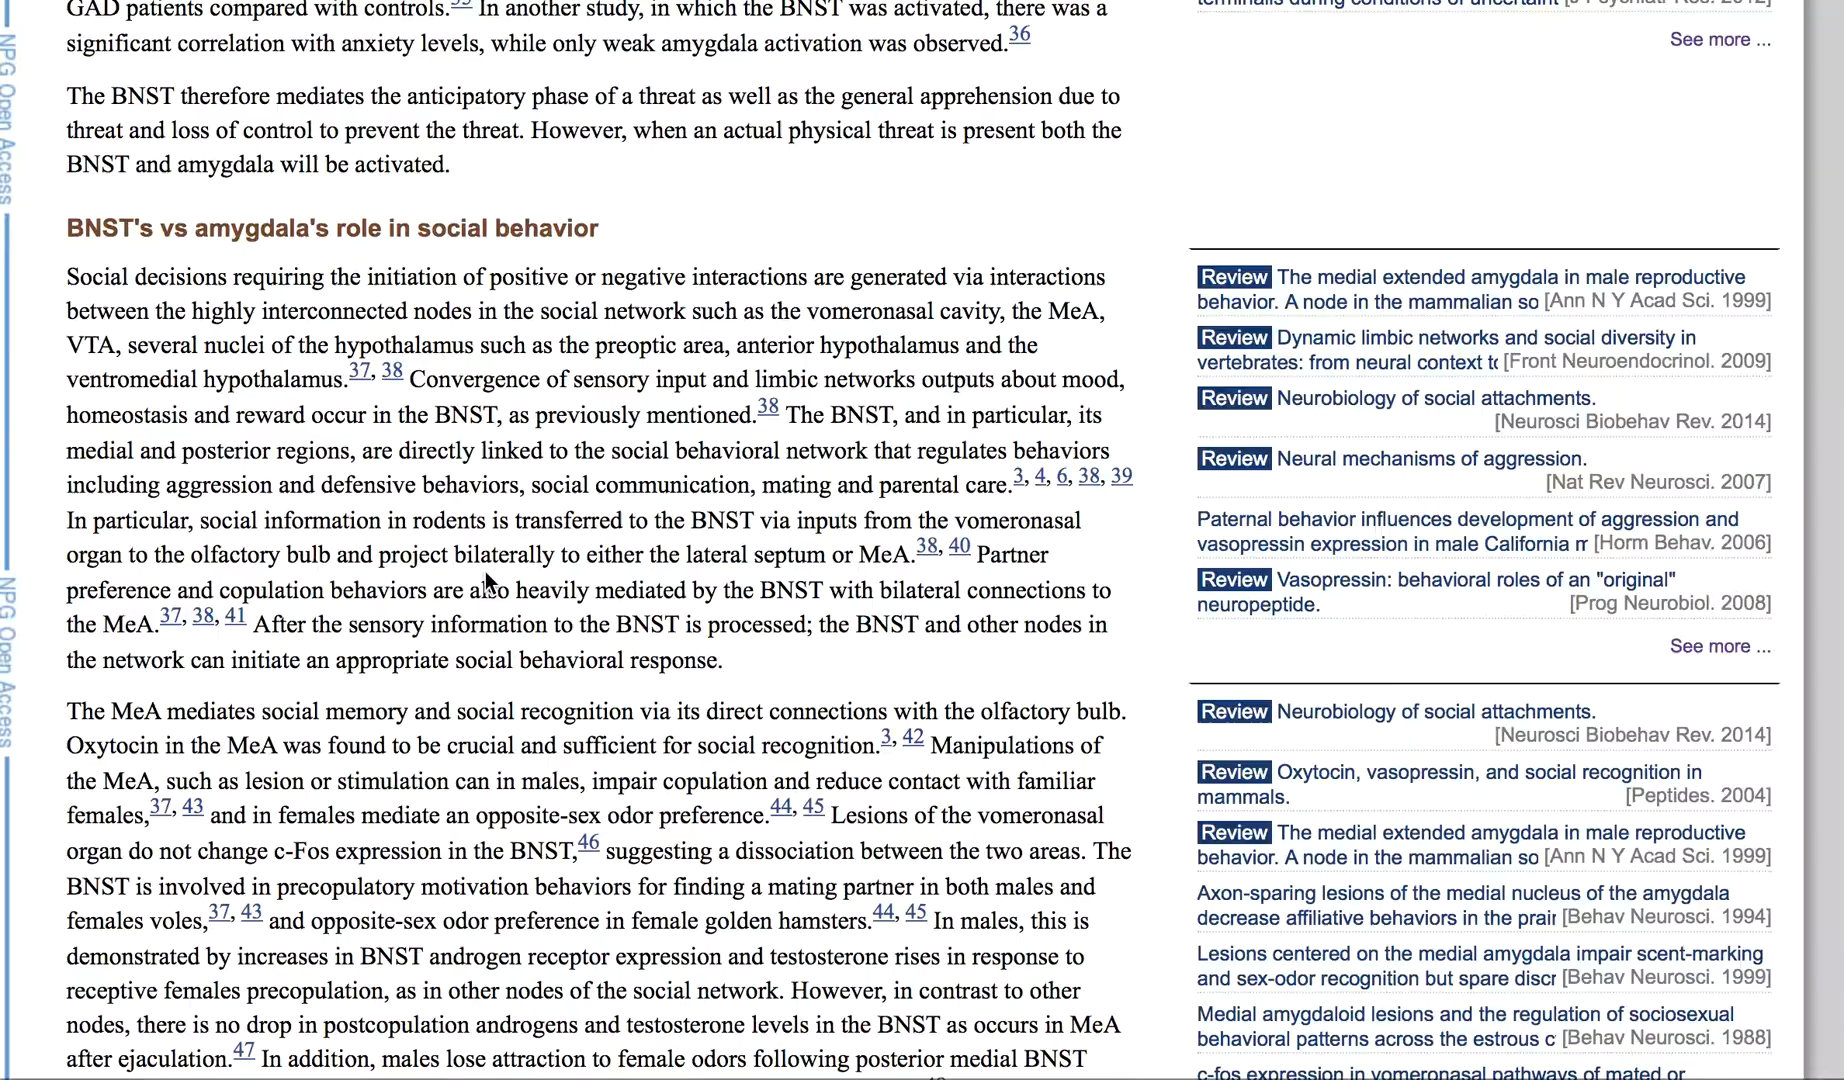 GAD patients compared with controls.35 In another study, in which the BNST was activated, there was a
significant correlation with anxiety levels, while only weak amygdala activation was observed.36
The BNST therefore mediates the anticipatory phase of a threat as well as the general apprehension due to
threat and loss of control to prevent the threat. However, when an actual physical threat is present both the
BNST and amygdala will be activated.
BNST's vs amygdala's role in social behavior
Social decisions requiring the initiation of positive or negative interactions are generated via interactions
between the highly interconnected nodes in the social network such as the vomeronasal cavity, the MeA,
VTA, several nuclei of the hypothalamus such as the preoptic area, anterior hypothalamus and the
ventromedial hypothalamus.37, 38 Convergence of sensory input and limbic networks outputs about mood,
homeostasis and reward occur in the BNST, as previously mentioned.38 The BNST, and in particular, its
medial and posterior regions, are directly linked to the social behavioral network that regulates behaviors
including aggression and defensive behaviors, social communication, mating and parental care.3, 4, 6, 38, 39
In particular, social information in rodents is transferred to the BNST via inputs from the vomeronasal
organ to the olfactory bulb and project bilaterally to either the lateral septum or MeA.38, 40 Partner
preference and copulation behaviors are also heavily mediated by the BNST with bilateral connections to
the MeA.37, 38, 41 After the sensory information to the BNST is processed; the BNST and other nodes in
the network can initiate an appropriate social behavioral response.
The MeA mediates social memory and social recognition via its direct connections with the olfactory bulb.
Oxytocin in the MeA was found to be crucial and sufficient for social recognition.3, 42 Manipulations of
the MeA, such as lesion or stimulation can in males, impair copulation and reduce contact with familiar
females,37, 43 and in females mediate an opposite-sex odor preference.44, 45 Lesions of the vomeronasal
organ do not change c-Fos expression in the BNST,46 suggesting a dissociation between the two areas. The
BNST is involved in precopulatory motivation behaviors for finding a mating partner in both males and
females voles,37, 43 and opposite-sex odor preference in female golden hamsters.44, 45 In males, this is
demonstrated by increases in BNST androgen receptor expression and testosterone rises in response to
receptive females precopulation, as in other nodes of the social network. However, in contrast to other
nodes, there is no drop in postcopulation androgens and testosterone levels in the BNST as occurs in MeA
after ejaculation.47 In addition, males lose attraction to female odors following posterior medial BNST
See more ...
Review The medial extended amygdala in male reproductive
behavior. A node in the mammalian so [Ann N Y Acad Sci. 1999]
Review Dynamic limbic networks and social diversity in
vertebrates: from neural context to [Front Neuroendocrinol. 2009]
Review Neurobiology of social attachments.
[Neurosci Biobehav Rev. 2014]
Review Neural mechanisms of aggression.
[Nat Rev Neurosci. 2007]
Paternal behavior influences development of aggression and
vasopressin expression in male California m [Horm Behav. 2006]
Review Vasopressin: behavioral roles of an "original"
neuropeptide. [Prog Neurobiol. 2008]
See more ...
Review Neurobiology of social attachments.
[Neurosci Biobehav Rev. 2014]
Review Oxytocin, vasopressin, and social recognition in
mammals. [Peptides. 2004]
Review The medial extended amygdala in male reproductive
behavior. A node in the mammalian so [Ann N Y Acad Sci. 1999]
Axon-sparing lesions of the medial nucleus of the amygdala
decrease affiliative behaviors in the prair [Behav Neurosci. 1994]
Lesions centered on the medial amygdala impair scent-marking
and sex-odor recognition but spare discr [Behav Neurosci. 1999]
Medial amygdaloid lesions and the regulation of sociosexual
behavioral patterns across the estrous c [Behav Neurosci. 1988]
c-fos expression in vomeronasal pathways of mated or
NPG Open Access
NPG Open Access